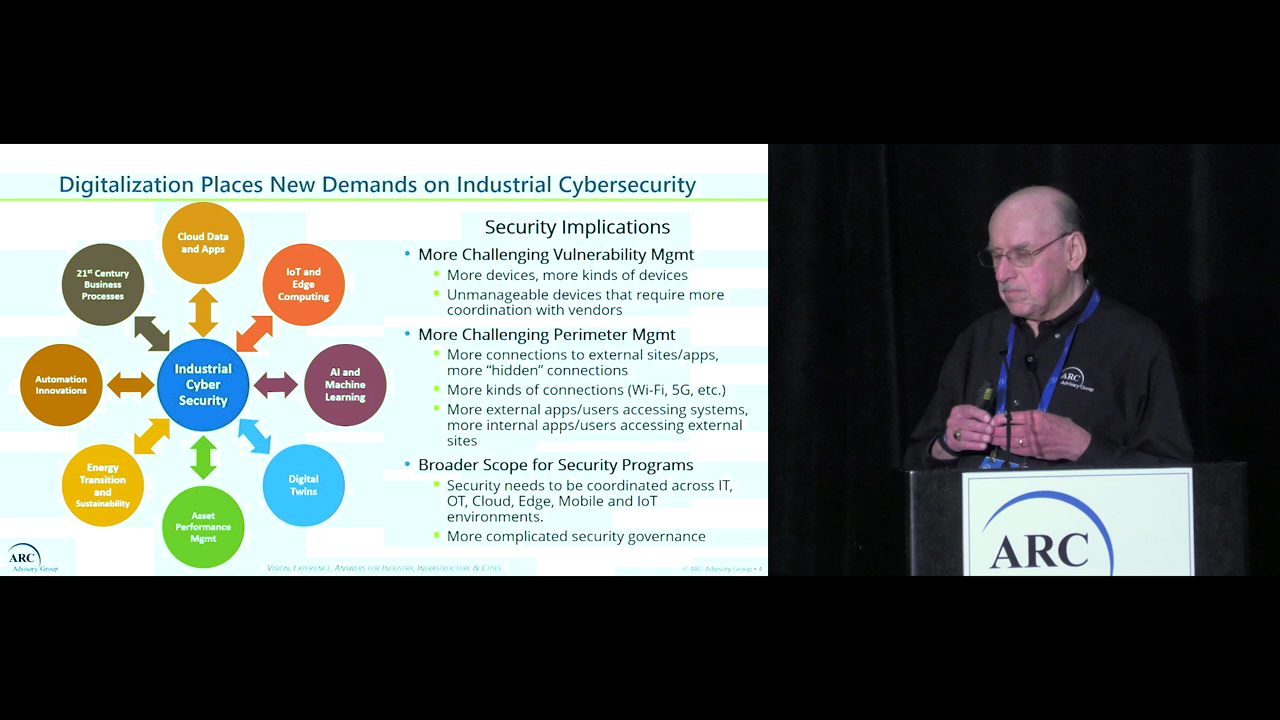 Digitalization Places New Demands on Industrial Cybersecurity
Cloud Data
and Apps
IoT and
Edge
Computing
AI and
Machine
Learning
Digital
Twins
Asset
Performance
Mgmt
Energy
Transition
and
Sustainability
Automation
Innovations
21st Century
Business
Processes
Industrial
Cyber
Security
Security Implications
• More Challenging Vulnerability Mgmt
More devices, more kinds of devices
Unmanageable devices that require more
coordination with vendors
• More Challenging Perimeter Mgmt
More connections to external sites/apps,
more “hidden” connections
More kinds of connections (Wi-Fi, 5G, etc.)
More external apps/users accessing systems,
more internal apps/users accessing external
sites
• Broader Scope for Security Programs
Security needs to be coordinated across IT,
OT, Cloud, Edge, Mobile and IoT
environments.
More complicated security governance
ARC
Advisory Group
Vision, Experience, Answers for Industry, Infrastructure & Cities
© ARC Advisory Group • 4
ARC
Advisory Group
ARC